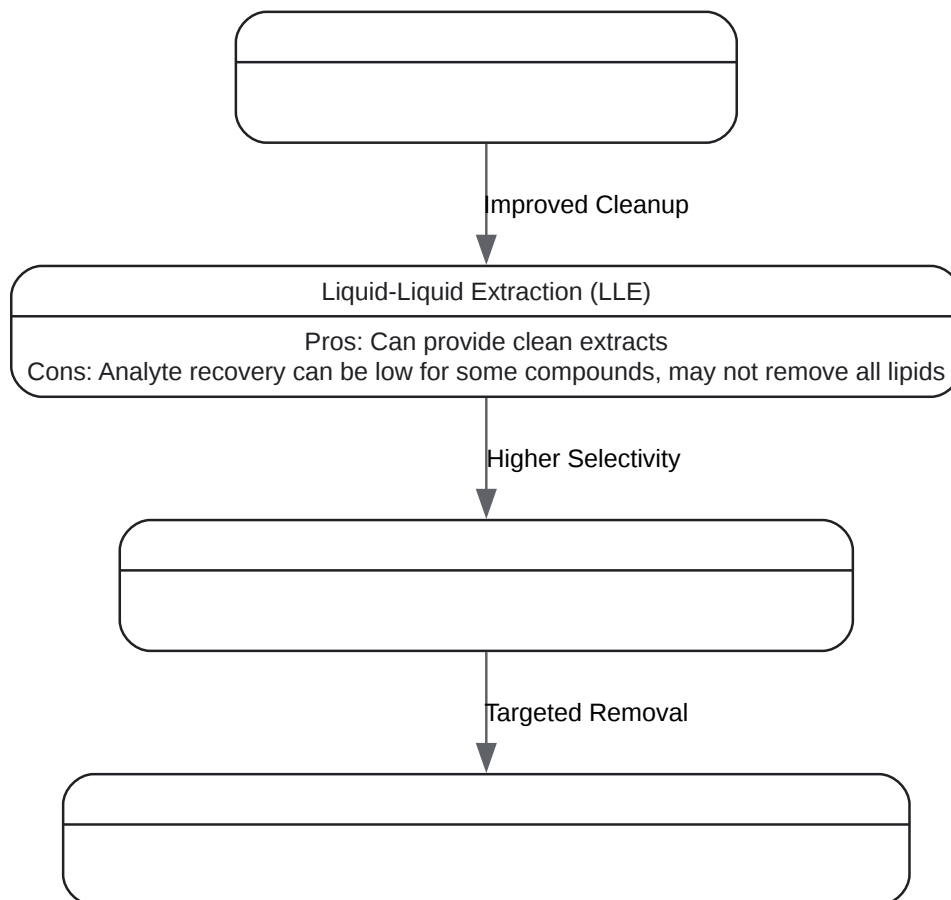 Improved Cleanup
Liquid-Liquid Extraction (LLE)
Pros: Can provide clean extracts
Cons: Analyte recovery can be low for some compounds, may not remove all lipids
Higher Selectivity
Targeted Removal